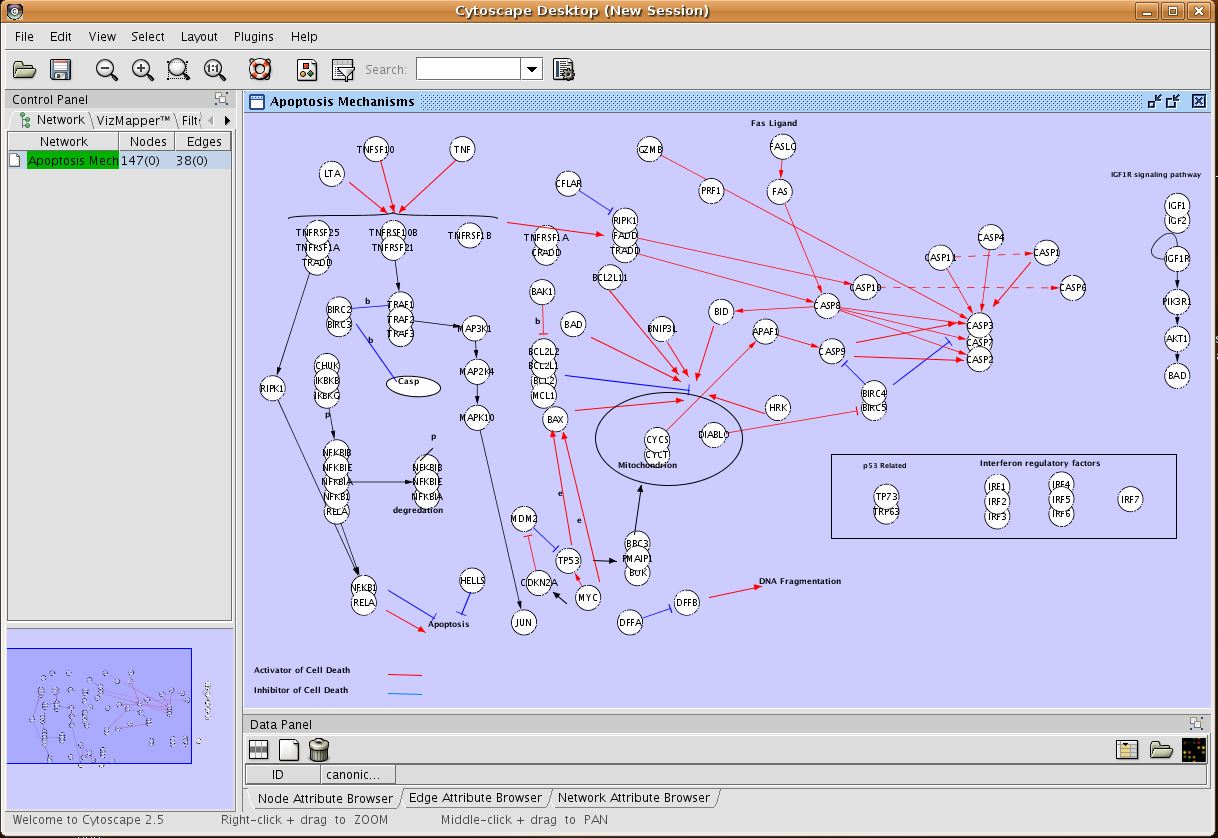 Cytoscape Desktop (New Session)
File Edit View Select Layout Plugins Help
Search:
Control Panel
Network VizMapper™ Filt
Network Nodes Edges
Apoptosis Mech 147(0) 38(0)
Apoptosis Mechanisms
Fas Ligand
TNFSF10
TNF
LTA
GZMB
FASLG
CFLAR
PRF1
FAS
IGF1R signaling pathway
IGF1
IGF2
IGF1R
PIK3R1
AKT1
BAD
TNFRSF25
TNFRSF1A
TRADD
TNFRSF10B
TNFRSF21
TNFRSF1B
TNFRSF1A
CRADD
RIPK1
FADD
TRADD
CASP4
CASP11
CASP1
CASP10
CASP6
BCL2L11
BAK1
b
BIRC2
BIRC3
b
b
TRAF1
TRAF2
TRAF3
MAP3K1
BAD
BNIP3L
BID
CASP8
APAF1
CASP9
CASP3
CASP7
CASP2
BCL2L2
BCL2L1
BCL2
MCL1
BAX
CHUK
IKBKB
IKBKG
p
RIPK1
Casp
MAP2K4
MAPK10
HRK
BIRC4
BIRC5
DIABLO
CYCS
CYCT
Mitochondrion
NFKBIB
NFKBIE
NFKBIA
NFKB1
RELA
p
NFKBIB
NFKBIE
NFKBIA
degredation
p53 Related
TP73
TRP63
Interferon regulatory factors
IRF1
IRF2
IRF3
IRF4
IRF5
IRF6
IRF7
e
e
MDM2
TP53
BBC3
PMAIP1
BOK
NFKB1
RELA
HELLS
CDKN2A
MYC
DNA Fragmentation
DFFB
DFFA
JUN
Apoptosis
Activator of Cell Death
Inhibitor of Cell Death
Data Panel
ID canonic...
Node Attribute Browser Edge Attribute Browser Network Attribute Browser
Welcome to Cytoscape 2.5 Right-click + drag to ZOOM Middle-click + drag to PAN